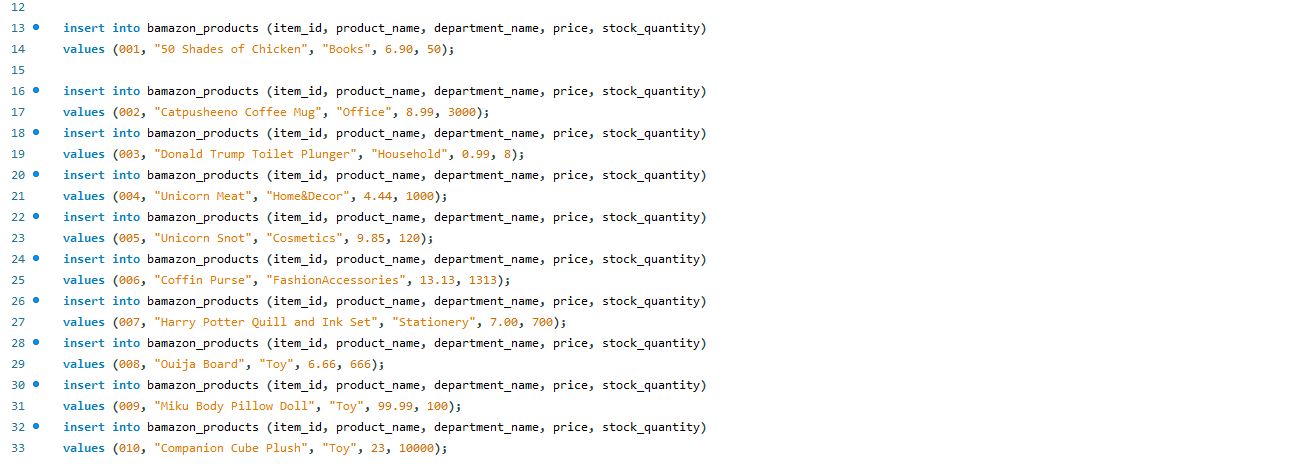 12
13 insert into bamazon_products (item_id, product_name, department_name, price, stock_quantity)
14 values (001, "50 Shades of Chicken", "Books", 6.90, 50);
15
16 insert into bamazon_products (item_id, product_name, department_name, price, stock_quantity)
17 values (002, "Catpusheeno Coffee Mug", "Office", 8.99, 3000);
18 insert into bamazon_products (item_id, product_name, department_name, price, stock_quantity)
19 values (003, "Donald Trump Toilet Plunger", "Household", 0.99, 8);
20 insert into bamazon_products (item_id, product_name, department_name, price, stock_quantity)
21 values (004, "Unicorn Meat", "Home&Decor", 4.44, 1000);
22 insert into bamazon_products (item_id, product_name, department_name, price, stock_quantity)
23 values (005, "Unicorn Snot", "Cosmetics", 9.85, 120);
24 insert into bamazon_products (item_id, product_name, department_name, price, stock_quantity)
25 values (006, "Coffin Purse", "FashionAccessories", 13.13, 1313);
26 insert into bamazon_products (item_id, product_name, department_name, price, stock_quantity)
27 values (007, "Harry Potter Quill and Ink Set", "Stationery", 7.00, 700);
28 insert into bamazon_products (item_id, product_name, department_name, price, stock_quantity)
29 values (008, "Ouija Board", "Toy", 6.66, 666);
30 insert into bamazon_products (item_id, product_name, department_name, price, stock_quantity)
31 values (009, "Miku Body Pillow Doll", "Toy", 99.99, 100);
32 insert into bamazon_products (item_id, product_name, department_name, price, stock_quantity)
33 values (010, "Companion Cube Plush", "Toy", 23, 10000);